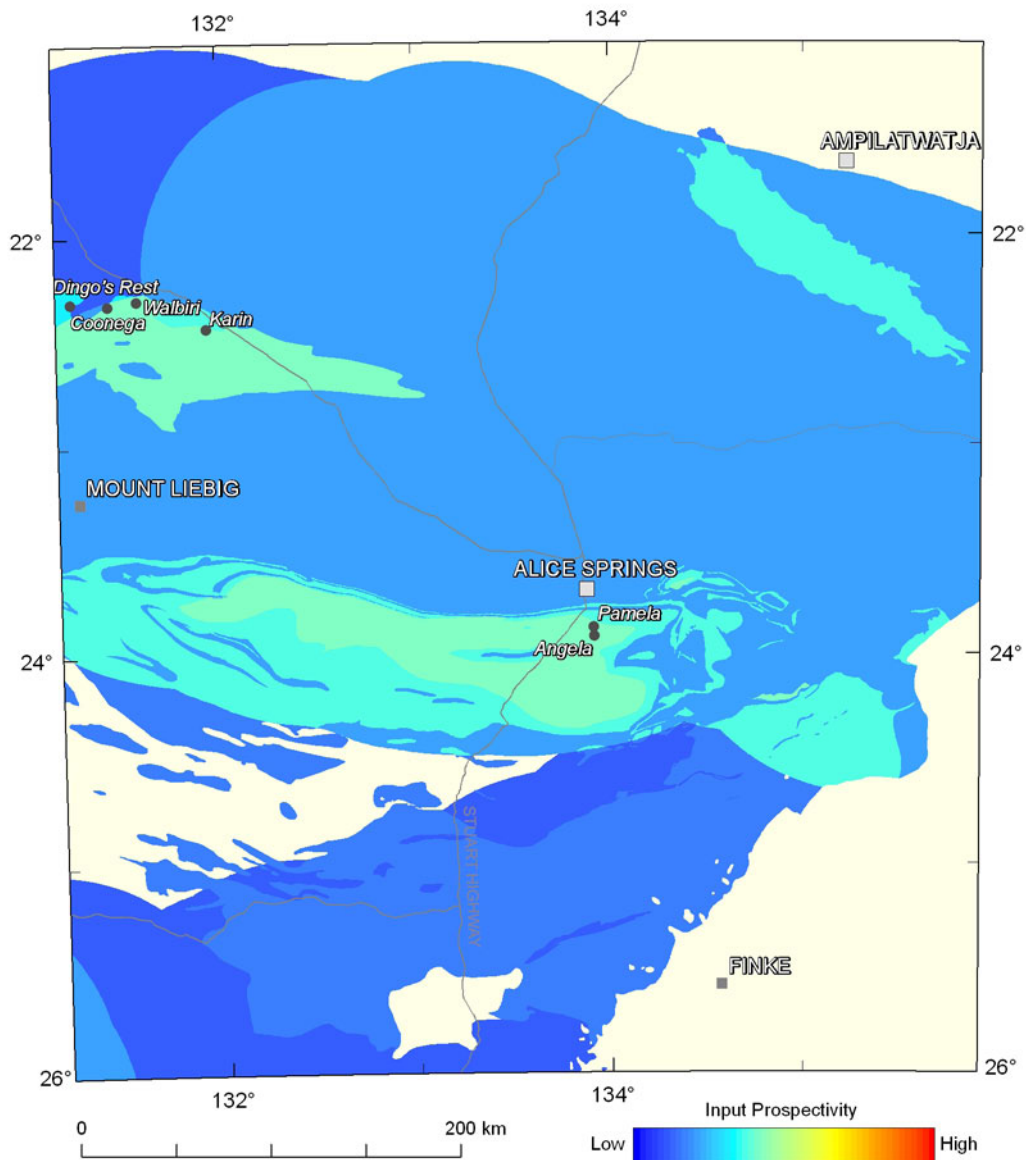 132°
134°
AMPILATWATJA
22°
22°
Dingo's Rest
Walbiri
Coonega
Karin
MOUNT LIEBIG
ALICE SPRINGS
Pamela
Angela
24°
24°
STUART HIGHWAY
FINKE
26°
26°
132°
134°
Input Prospectivity
0
200 km
Low
High